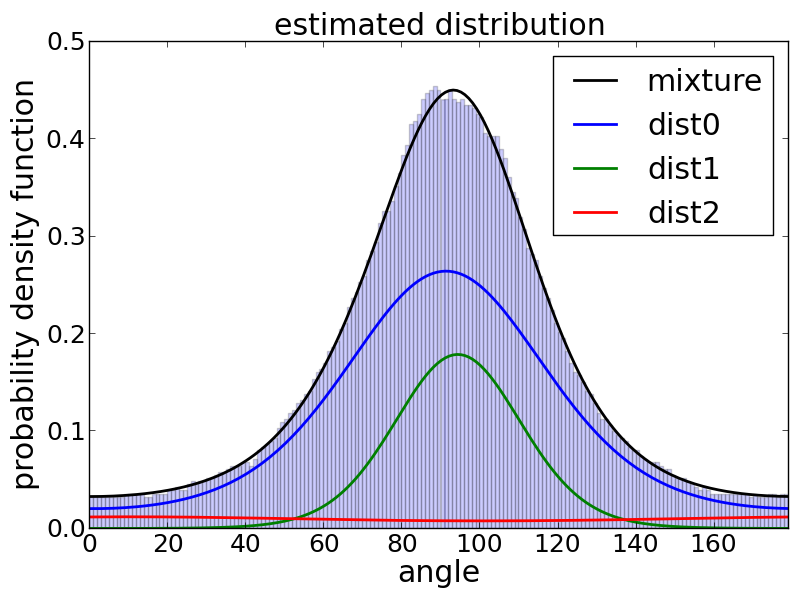 estimated distribution
probability density function
0.5
0.4
0.3
0.2
0.1
0.0
mixture
dist0
dist1
dist2
0 20 40 60 80 100 120 140 160
angle